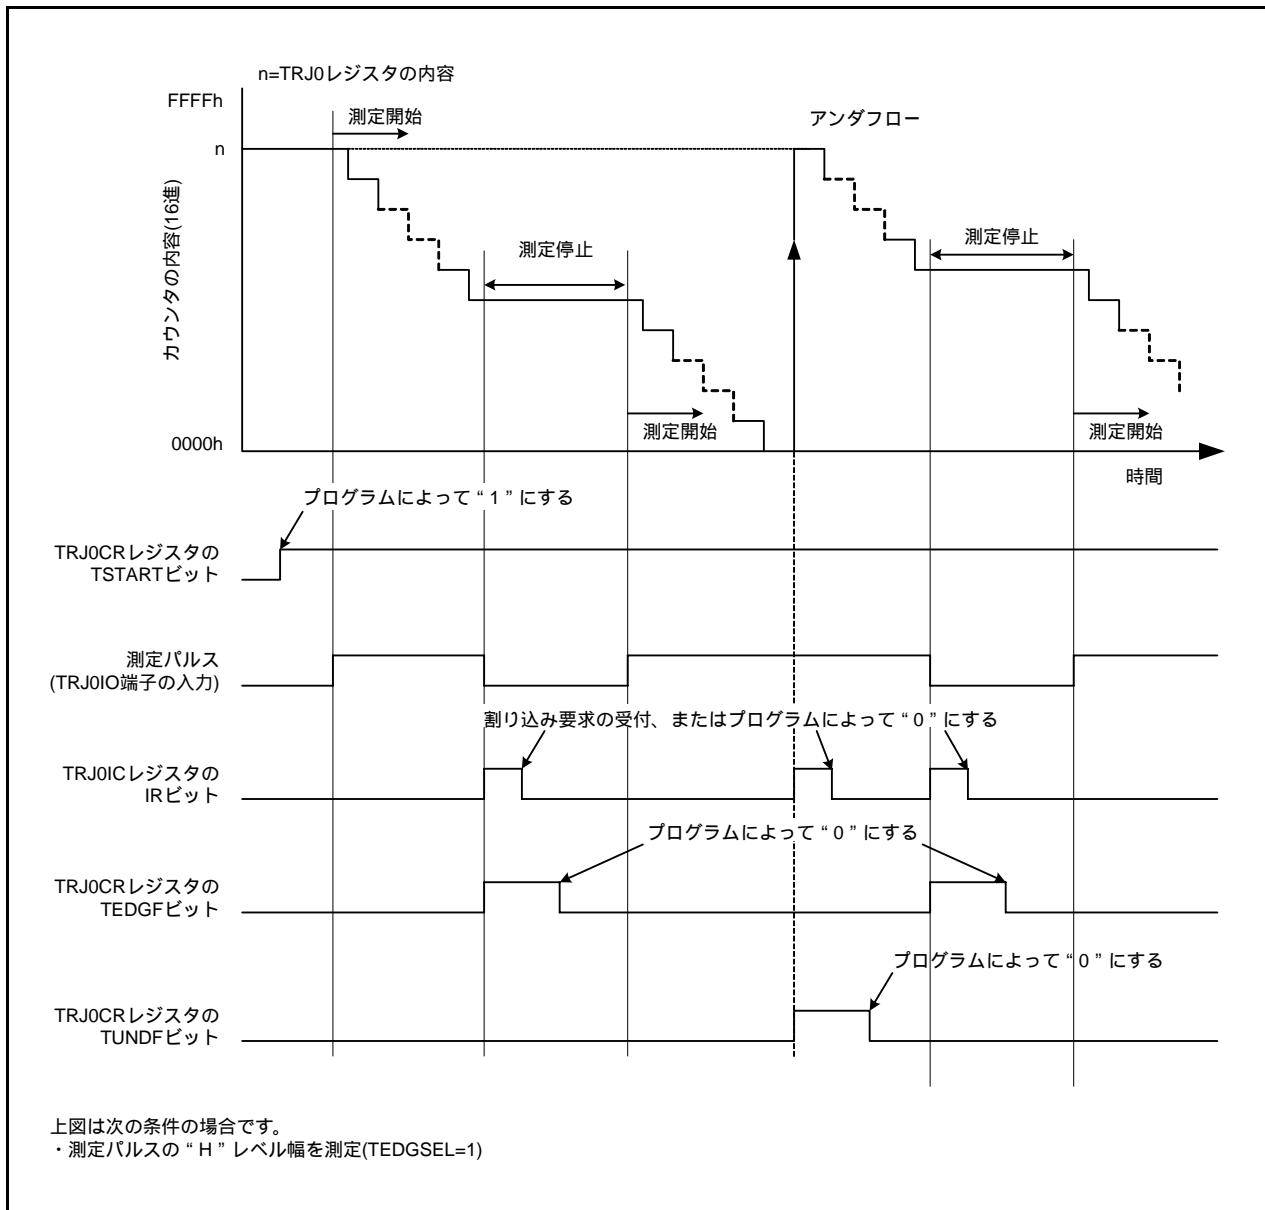 n=TRJ0レジスタの内容
FFFFh
測定開始
アンダフロー
n
カウンタの内容(16進)
測定停止
測定停止
測定開始
測定開始
0000h
時間
プログラムによって“1”にする
TRJ0CRレジスタの
TSTARTビット
測定パルス
(TRJ0IO端子の入力)
割り込み要求の受付、またはプログラムによって“0”にする
TRJ0ICレジスタの
IRビット
プログラムによって“0”にする
TRJ0CRレジスタの
TEDGFビット
プログラムによって“0”にする
TRJ0CRレジスタの
TUNDFビット
上図は次の条件の場合です。
・測定パルスの“H”レベル幅を測定(TEDGSEL=1)